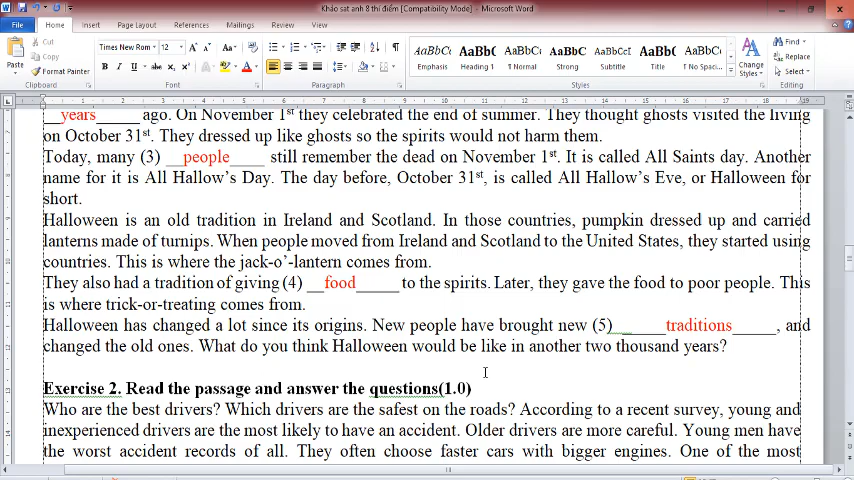 Khảo sat anh 8 thí điểm [Compatibility Mode] - Microsoft Word
File Home Insert Page Layout References Mailings Review View
Cut
Copy
Paste Format Painter
Clipboard
Times New Rom 12
Font
Paragraph
AaBbCc AaBbC AaBbCc AaBbC AaBbCcI AaBbC AaBbCc
Emphasis Heading 1 ¶ Normal Strong Subtitle Title ¶ No Spaci...
Styles
Change Styles
Find
Replace
Select
Editing
__years_____ ago. On November 1st they celebrated the end of summer. They thought ghosts visited the living
on October 31st. They dressed up like ghosts so the spirits would not harm them.
Today, many (3) __people____ still remember the dead on November 1st. It is called All Saints day. Another
name for it is All Hallow's Day. The day before, October 31st, is called All Hallow's Eve, or Halloween for
short.
Halloween is an old tradition in Ireland and Scotland. In those countries, pumpkin dressed up and carried
lanterns made of turnips. When people moved from Ireland and Scotland to the United States, they started using
countries. This is where the jack-o'-lantern comes from.
They also had a tradition of giving (4) __food_____ to the spirits. Later, they gave the food to poor people. This
is where trick-or-treating comes from.
Halloween has changed a lot since its origins. New people have brought new (5) _____traditions_____, and
changed the old ones. What do you think Halloween would be like in another two thousand years?
Exercise 2. Read the passage and answer the questions(1.0)
Who are the best drivers? Which drivers are the safest on the roads? According to a recent survey, young and
inexperienced drivers are the most likely to have an accident. Older drivers are more careful. Young men have
the worst accident records of all. They often choose faster cars with bigger engines. One of the most